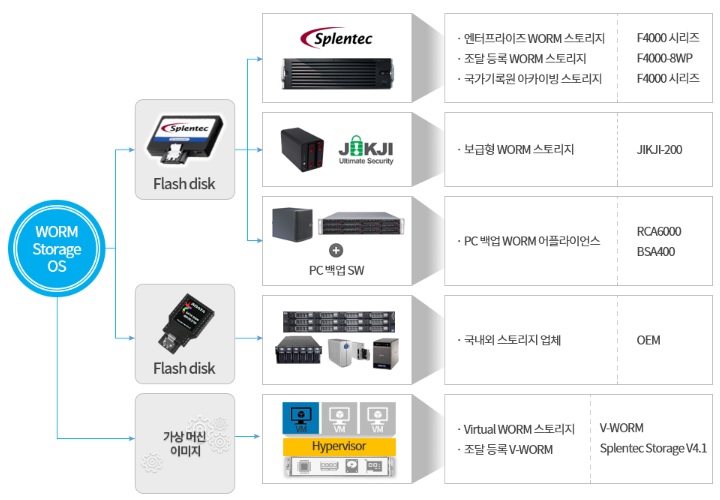 WORM
Storage
OS
Splentec
Flash disk
Splentec
· 엔터프라이즈 WORM 스토리지
F4000 시리즈
· 조달 등록 WORM 스토리지
F4000-8WP
· 국가기록원 아카이빙 스토리지
F4000 시리즈
JIKJI
Ultimate Security
· 보급형 WORM 스토리지
JIKJI-200
PC 백업 SW
· PC 백업 WORM 어플라이언스
RCA6000
BSA400
Flash disk
· 국내외 스토리지 업체
OEM
가상 머신
이미지
VM
VM
VM
Hypervisor
· Virtual WORM 스토리지
V-WORM
· 조달 등록 V-WORM
Splentec Storage V4.1